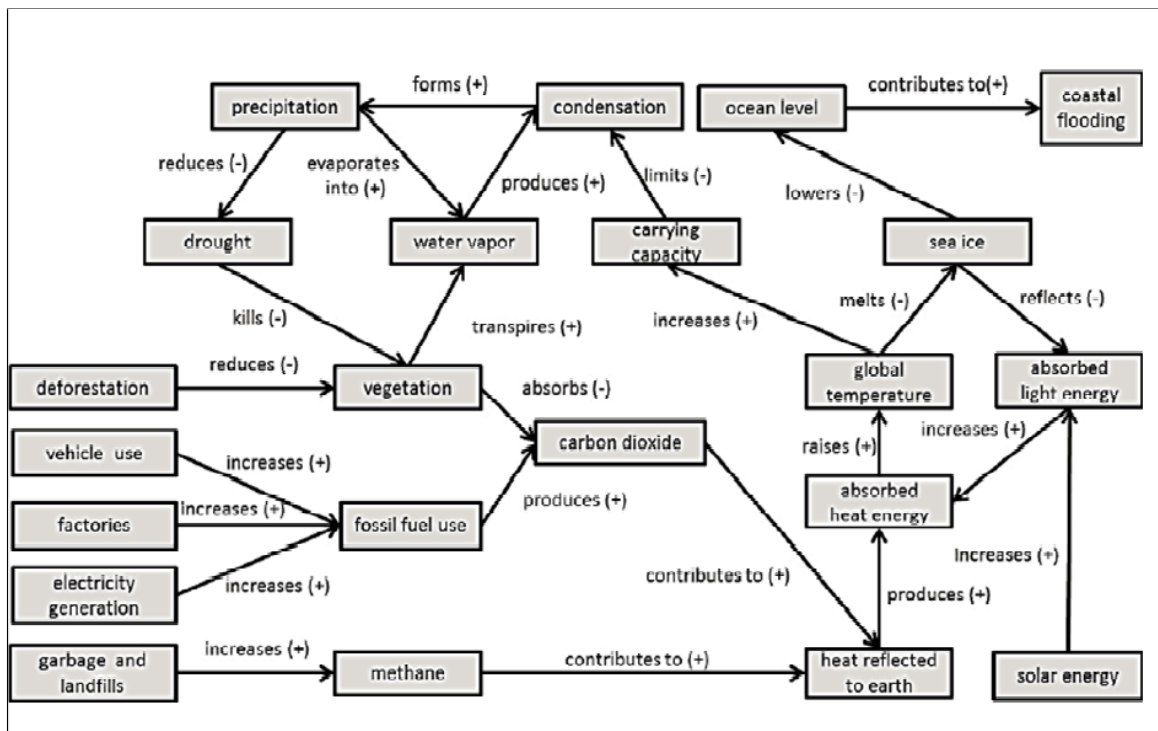 forms (+)
contributes to(+)
precipitation
condensation
ocean level
coastal
flooding
reduces (-)
evaporates
into (+)
produces (+)
limits (-)
lowers (-)
drought
water vapor
carrying
capacity
sea ice
kills (-)
transpires (+)
increases (+)
melts (-)
reflects (-)
reduces (-)
deforestation
vegetation
absorbs (-)
global
temperature
absorbed
light energy
vehicle use
increases (+)
carbon dioxide
raises (+)
increases (+)
factories
increases (+)
fossil fuel use
produces (+)
absorbed
heat energy
electricity
generation
increases (+)
contributes to (+)
produces (+)
Increases (+)
garbage and
landfills
increases (+)
methane
contributes to (+)
heat reflected
to earth
solar energy